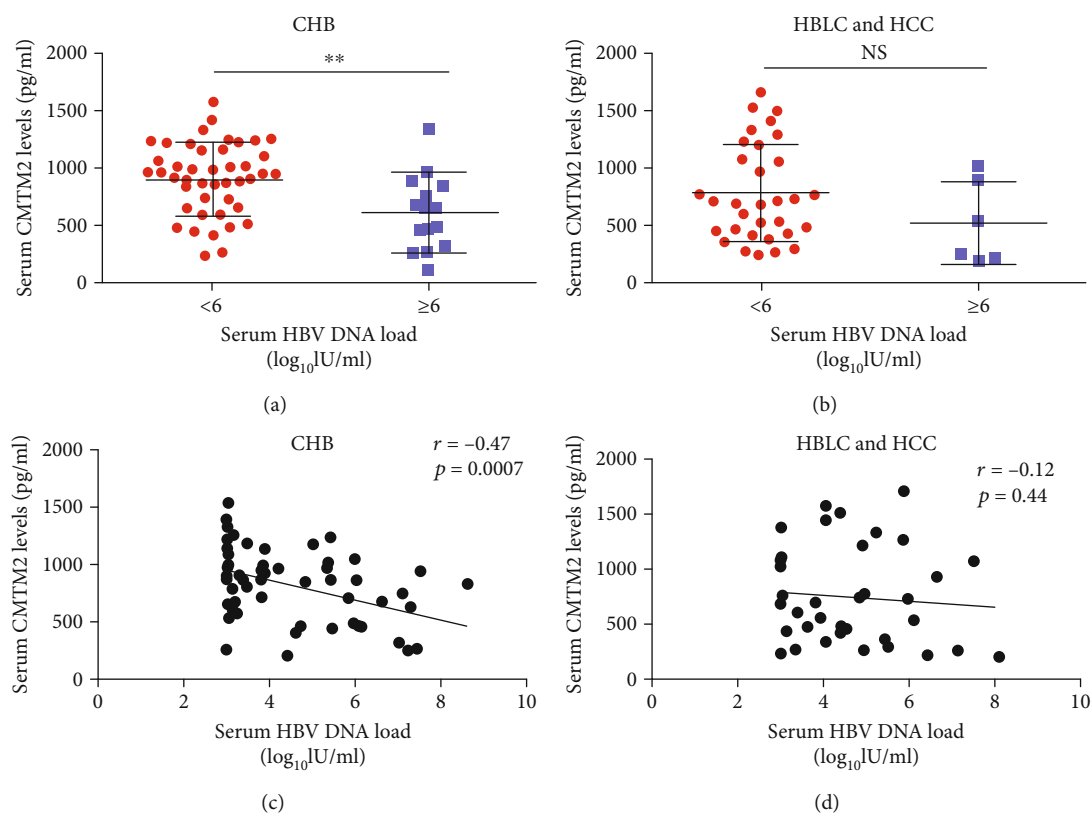 CHB
**
Serum CMTM2 levels (pg/ml)
2000
1500
1000
500
0
<6
≥6
Serum HBV DNA load
(log₁₀IU/ml)
(a)
HBLC and HCC
NS
Serum CMTM2 levels (pg/ml)
2000
1500
1000
500
0
<6
≥6
Serum HBV DNA load
(log₁₀IU/ml)
(b)
CHB
r = –0.47
p = 0.0007
Serum CMTM2 levels (pg/ml)
2000
1500
1000
500
0
0 2 4 6 8 10
Serum HBV DNA load
(log₁₀IU/ml)
(c)
HBLC and HCC
r = –0.12
p = 0.44
Serum CMTM2 levels (pg/ml)
2000
1500
1000
500
0
0 2 4 6 8 10
Serum HBV DNA load
(log₁₀IU/ml)
(d)